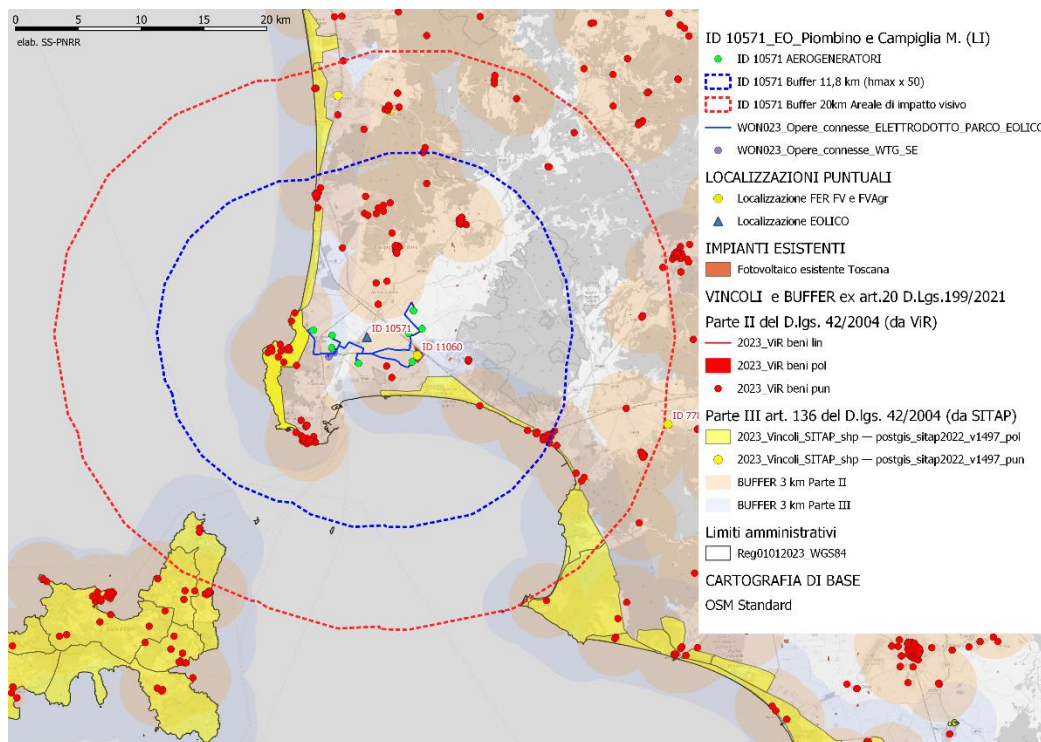 0 5 10 15 20 km
elab. SS-PNRR
ID 10571
ID 11060
ID 778
ID 10571_EO_Piombino e Campiglia M. (LI)
ID 10571 AEROGENERATORI
ID 10571 Buffer 11,8 km (hmax x 50)
ID 10571 Buffer 20km Areale di impatto visivo
WON023_Opere_connesse_ELETTRODOTTO_PARCO_EOLICO
WON023_Opere_connesse_WTG_SE
LOCALIZZAZIONI PUNTUALI
Localizzazione FER FV e FVAgr
Localizzazione EOLICO
IMPIANTI ESISTENTI
Fotovoltaico esistente Toscana
VINCOLI e BUFFER ex art.20 D.Lgs.199/2021
Parte II del D.lgs. 42/2004 (da ViR)
2023_ViR beni lin
2023_ViR beni pol
2023_ViR beni pun
Parte III art. 136 del D.lgs. 42/2004 (da SITAP)
2023_Vincoli_SITAP_shp — postgis_sitap2022_v1497_pol
2023_Vincoli_SITAP_shp — postgis_sitap2022_v1497_pun
BUFFER 3 km Parte II
BUFFER 3 km Parte III
Limiti amministrativi
Reg01012023_WGS84
CARTOGRAFIA DI BASE
OSM Standard